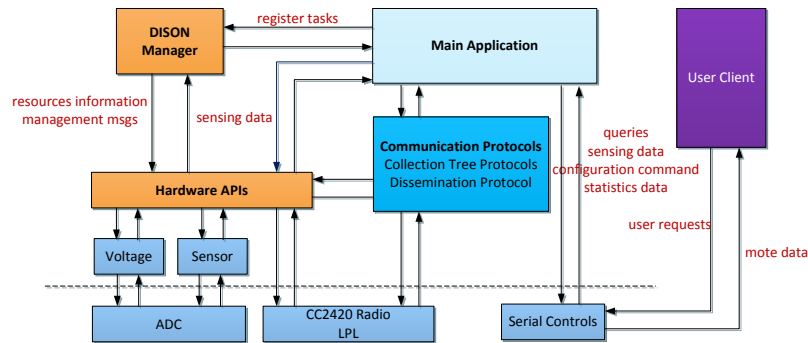 register tasks
DISON
Manager
Main Application
User Client
resources information
management msgs
sensing data
Communication Protocols
Collection Tree Protocols
Dissemination Protocol
queries
sensing data
configuration command
statistics data
Hardware APIs
user requests
mote data
Voltage
Sensor
ADC
CC2420 Radio
LPL
Serial Controls